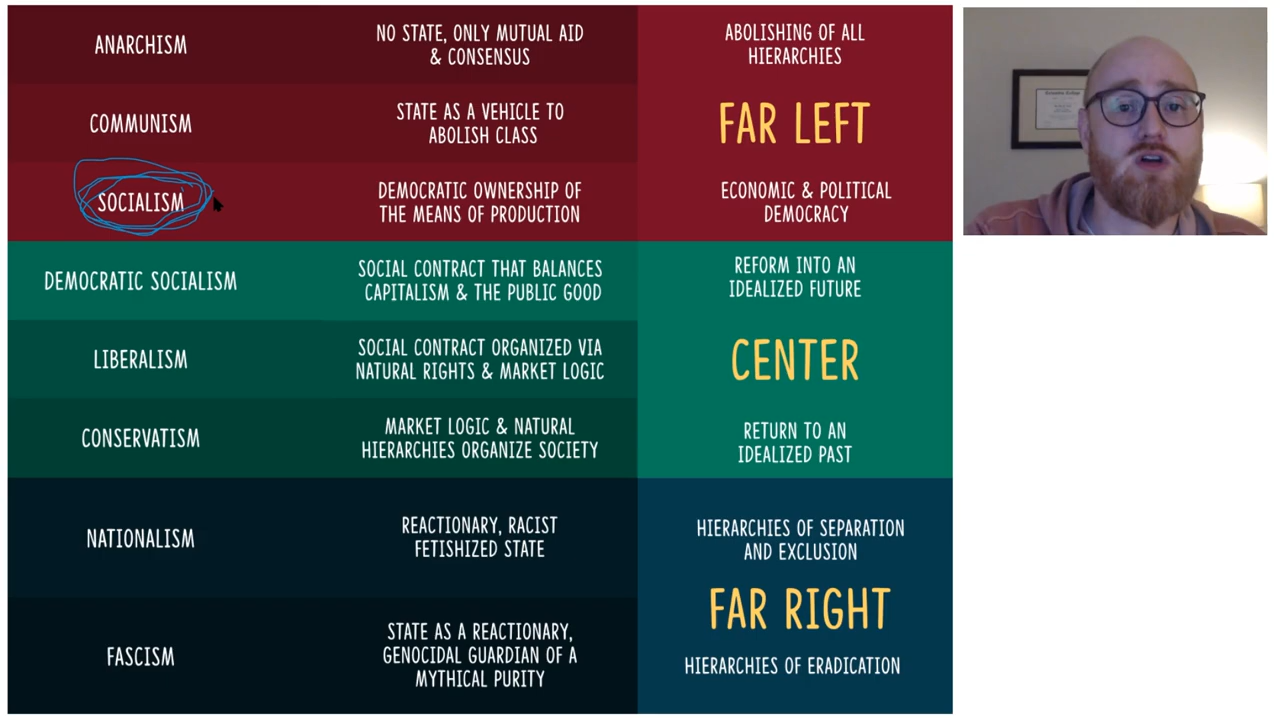 ANARCHISM
NO STATE, ONLY MUTUAL AID
& CONSENSUS
ABOLISHING OF ALL
HIERARCHIES
COMMUNISM
STATE AS A VEHICLE TO
ABOLISH CLASS
FAR LEFT
SOCIALISM
DEMOCRATIC OWNERSHIP OF
THE MEANS OF PRODUCTION
ECONOMIC & POLITICAL
DEMOCRACY
DEMOCRATIC SOCIALISM
SOCIAL CONTRACT THAT BALANCES
CAPITALISM & THE PUBLIC GOOD
REFORM INTO AN
IDEALIZED FUTURE
LIBERALISM
SOCIAL CONTRACT ORGANIZED VIA
NATURAL RIGHTS & MARKET LOGIC
CENTER
CONSERVATISM
MARKET LOGIC & NATURAL
HIERARCHIES ORGANIZE SOCIETY
RETURN TO AN
IDEALIZED PAST
NATIONALISM
REACTIONARY, RACIST
FETISHIZED STATE
HIERARCHIES OF SEPARATION
AND EXCLUSION
FAR RIGHT
FASCISM
STATE AS A REACTIONARY,
GENOCIDAL GUARDIAN OF A
MYTHICAL PURITY
HIERARCHIES OF ERADICATION